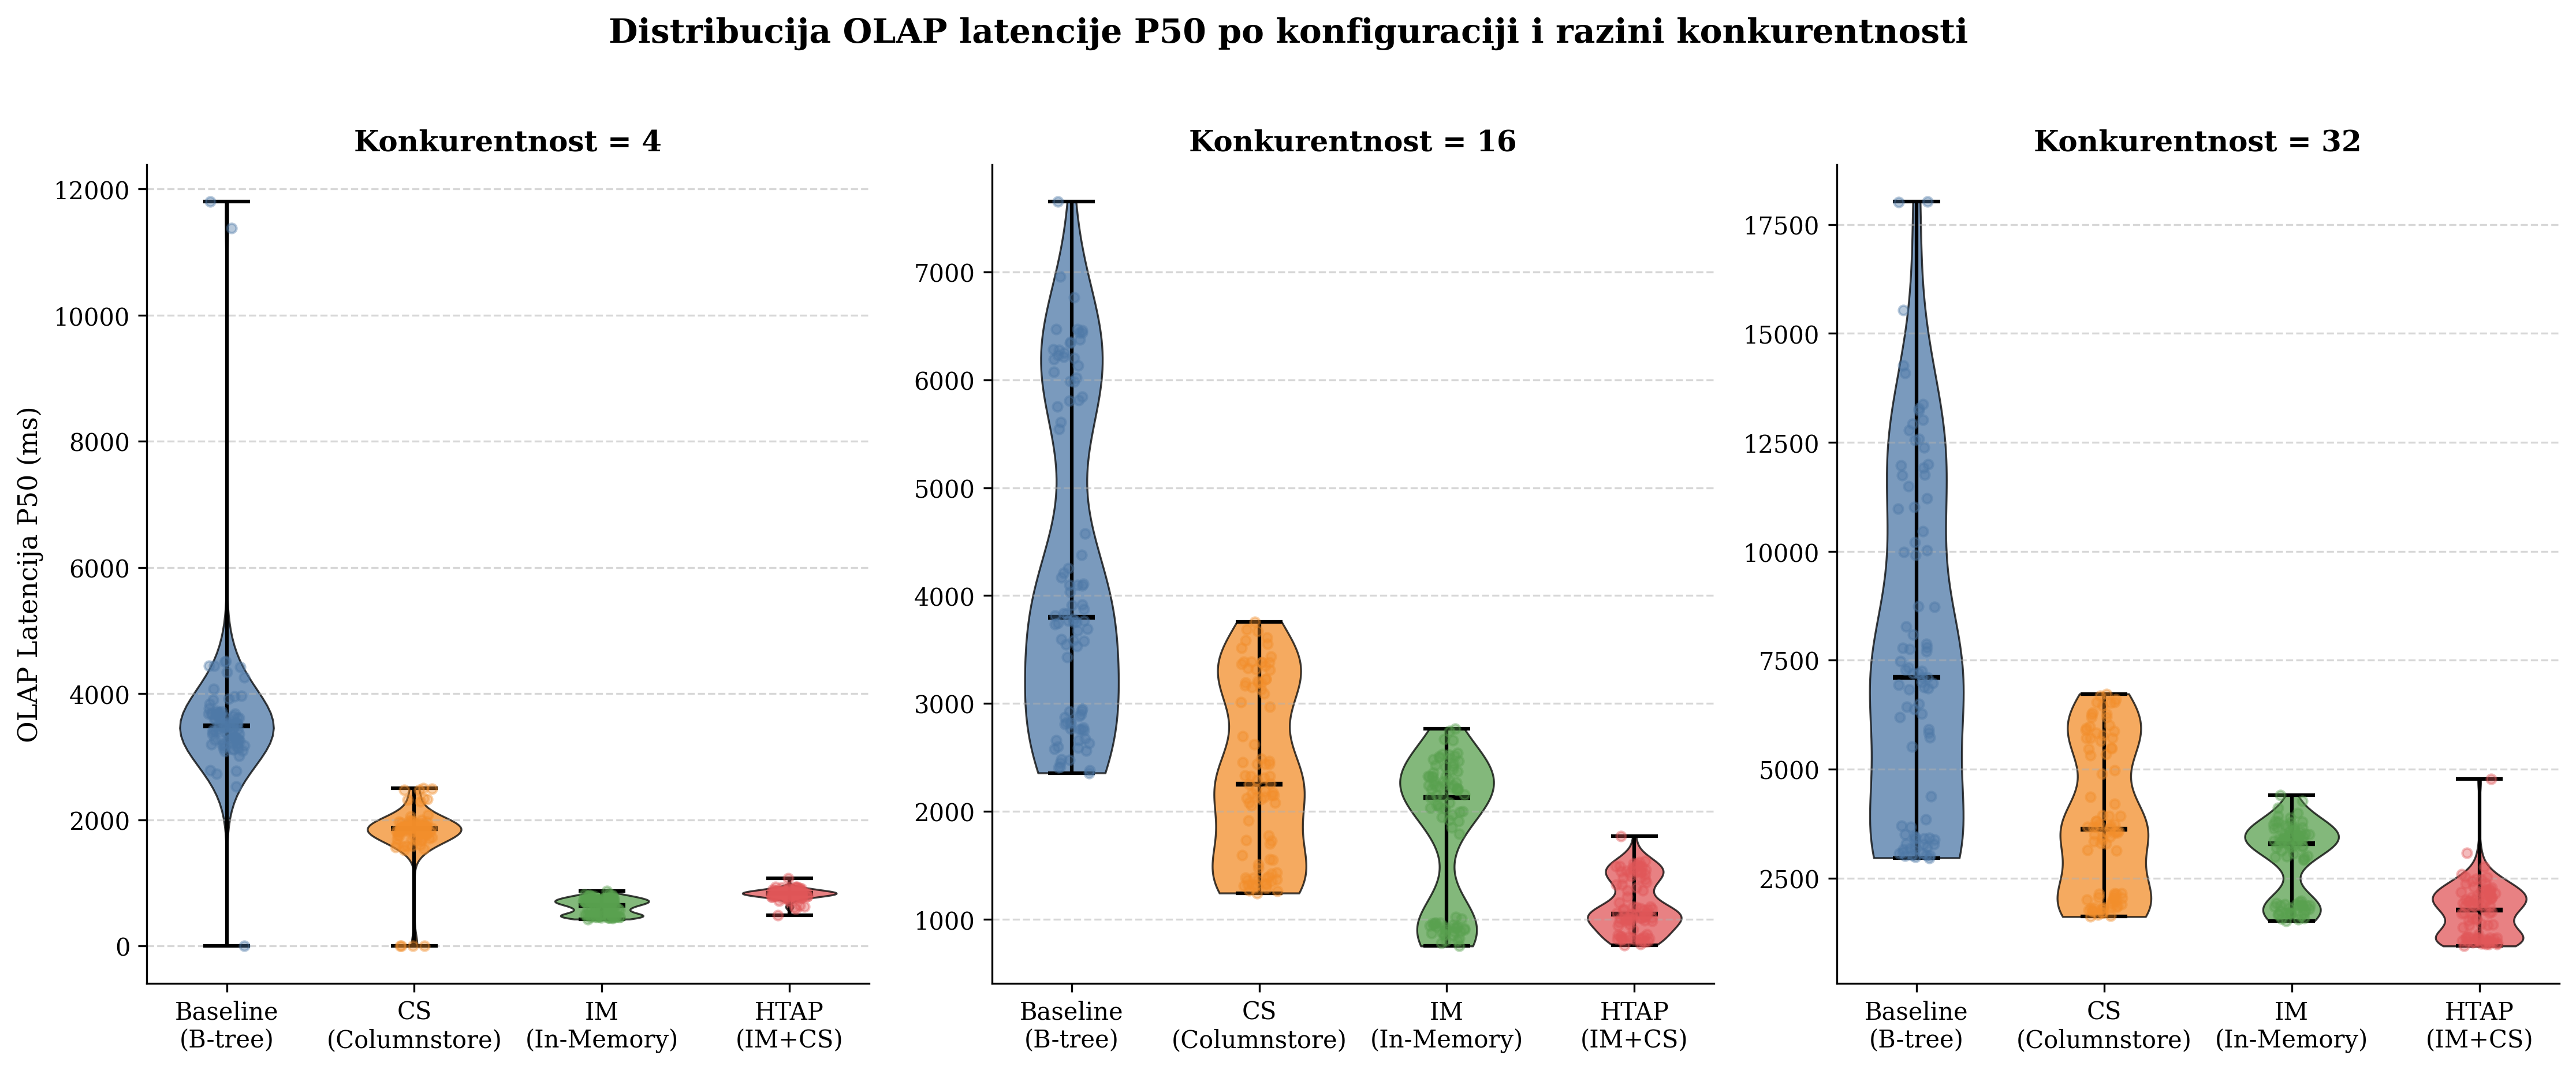 Distribucija OLAP latencije P50 po konfiguraciji i razini konkurentnosti
Konkurentnost = 4
OLAP Latencija P50 (ms)
12000
10000
8000
6000
4000
2000
0
Baseline
(B-tree)
CS
(Columnstore)
IM
(In-Memory)
HTAP
(IM+CS)
Konkurentnost = 16
7000
6000
5000
4000
3000
2000
1000
Baseline
(B-tree)
CS
(Columnstore)
IM
(In-Memory)
HTAP
(IM+CS)
Konkurentnost = 32
17500
15000
12500
10000
7500
5000
2500
Baseline
(B-tree)
CS
(Columnstore)
IM
(In-Memory)
HTAP
(IM+CS)